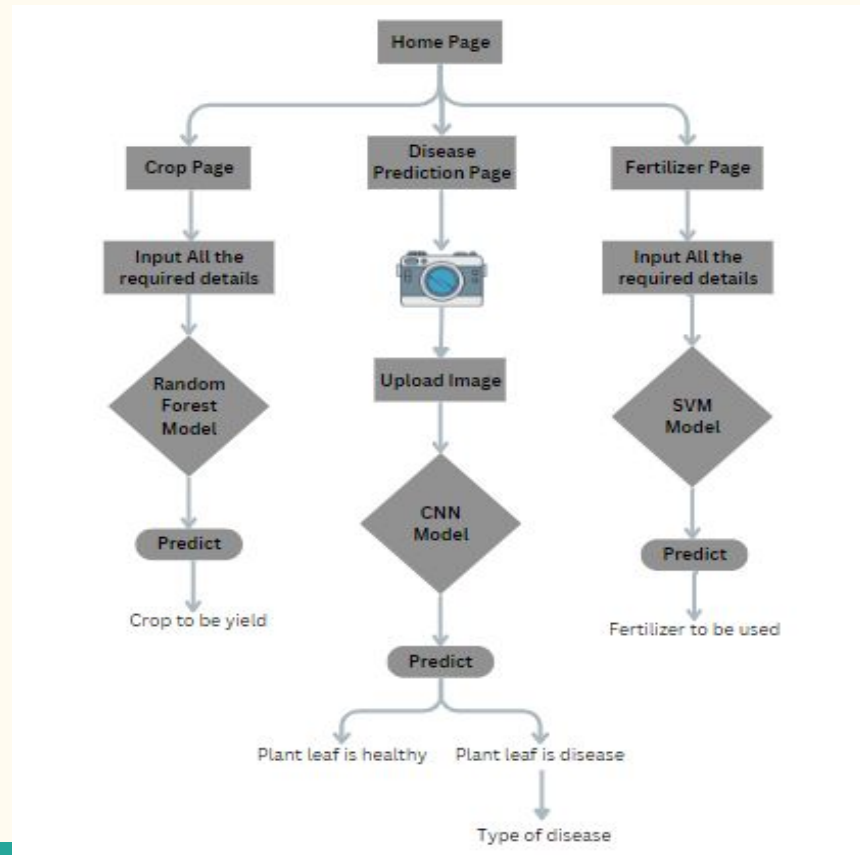 Home Page
Crop Page
Disease
Prediction Page
Fertilizer Page
Input All the
required details
Input All the
required details
Upload Image
Random
Forest
Model
SVM
Model
CNN
Model
Predict
Predict
Crop to be yield
Fertilizer to be used
Predict
Plant leaf is healthy
Plant leaf is disease
Type of disease